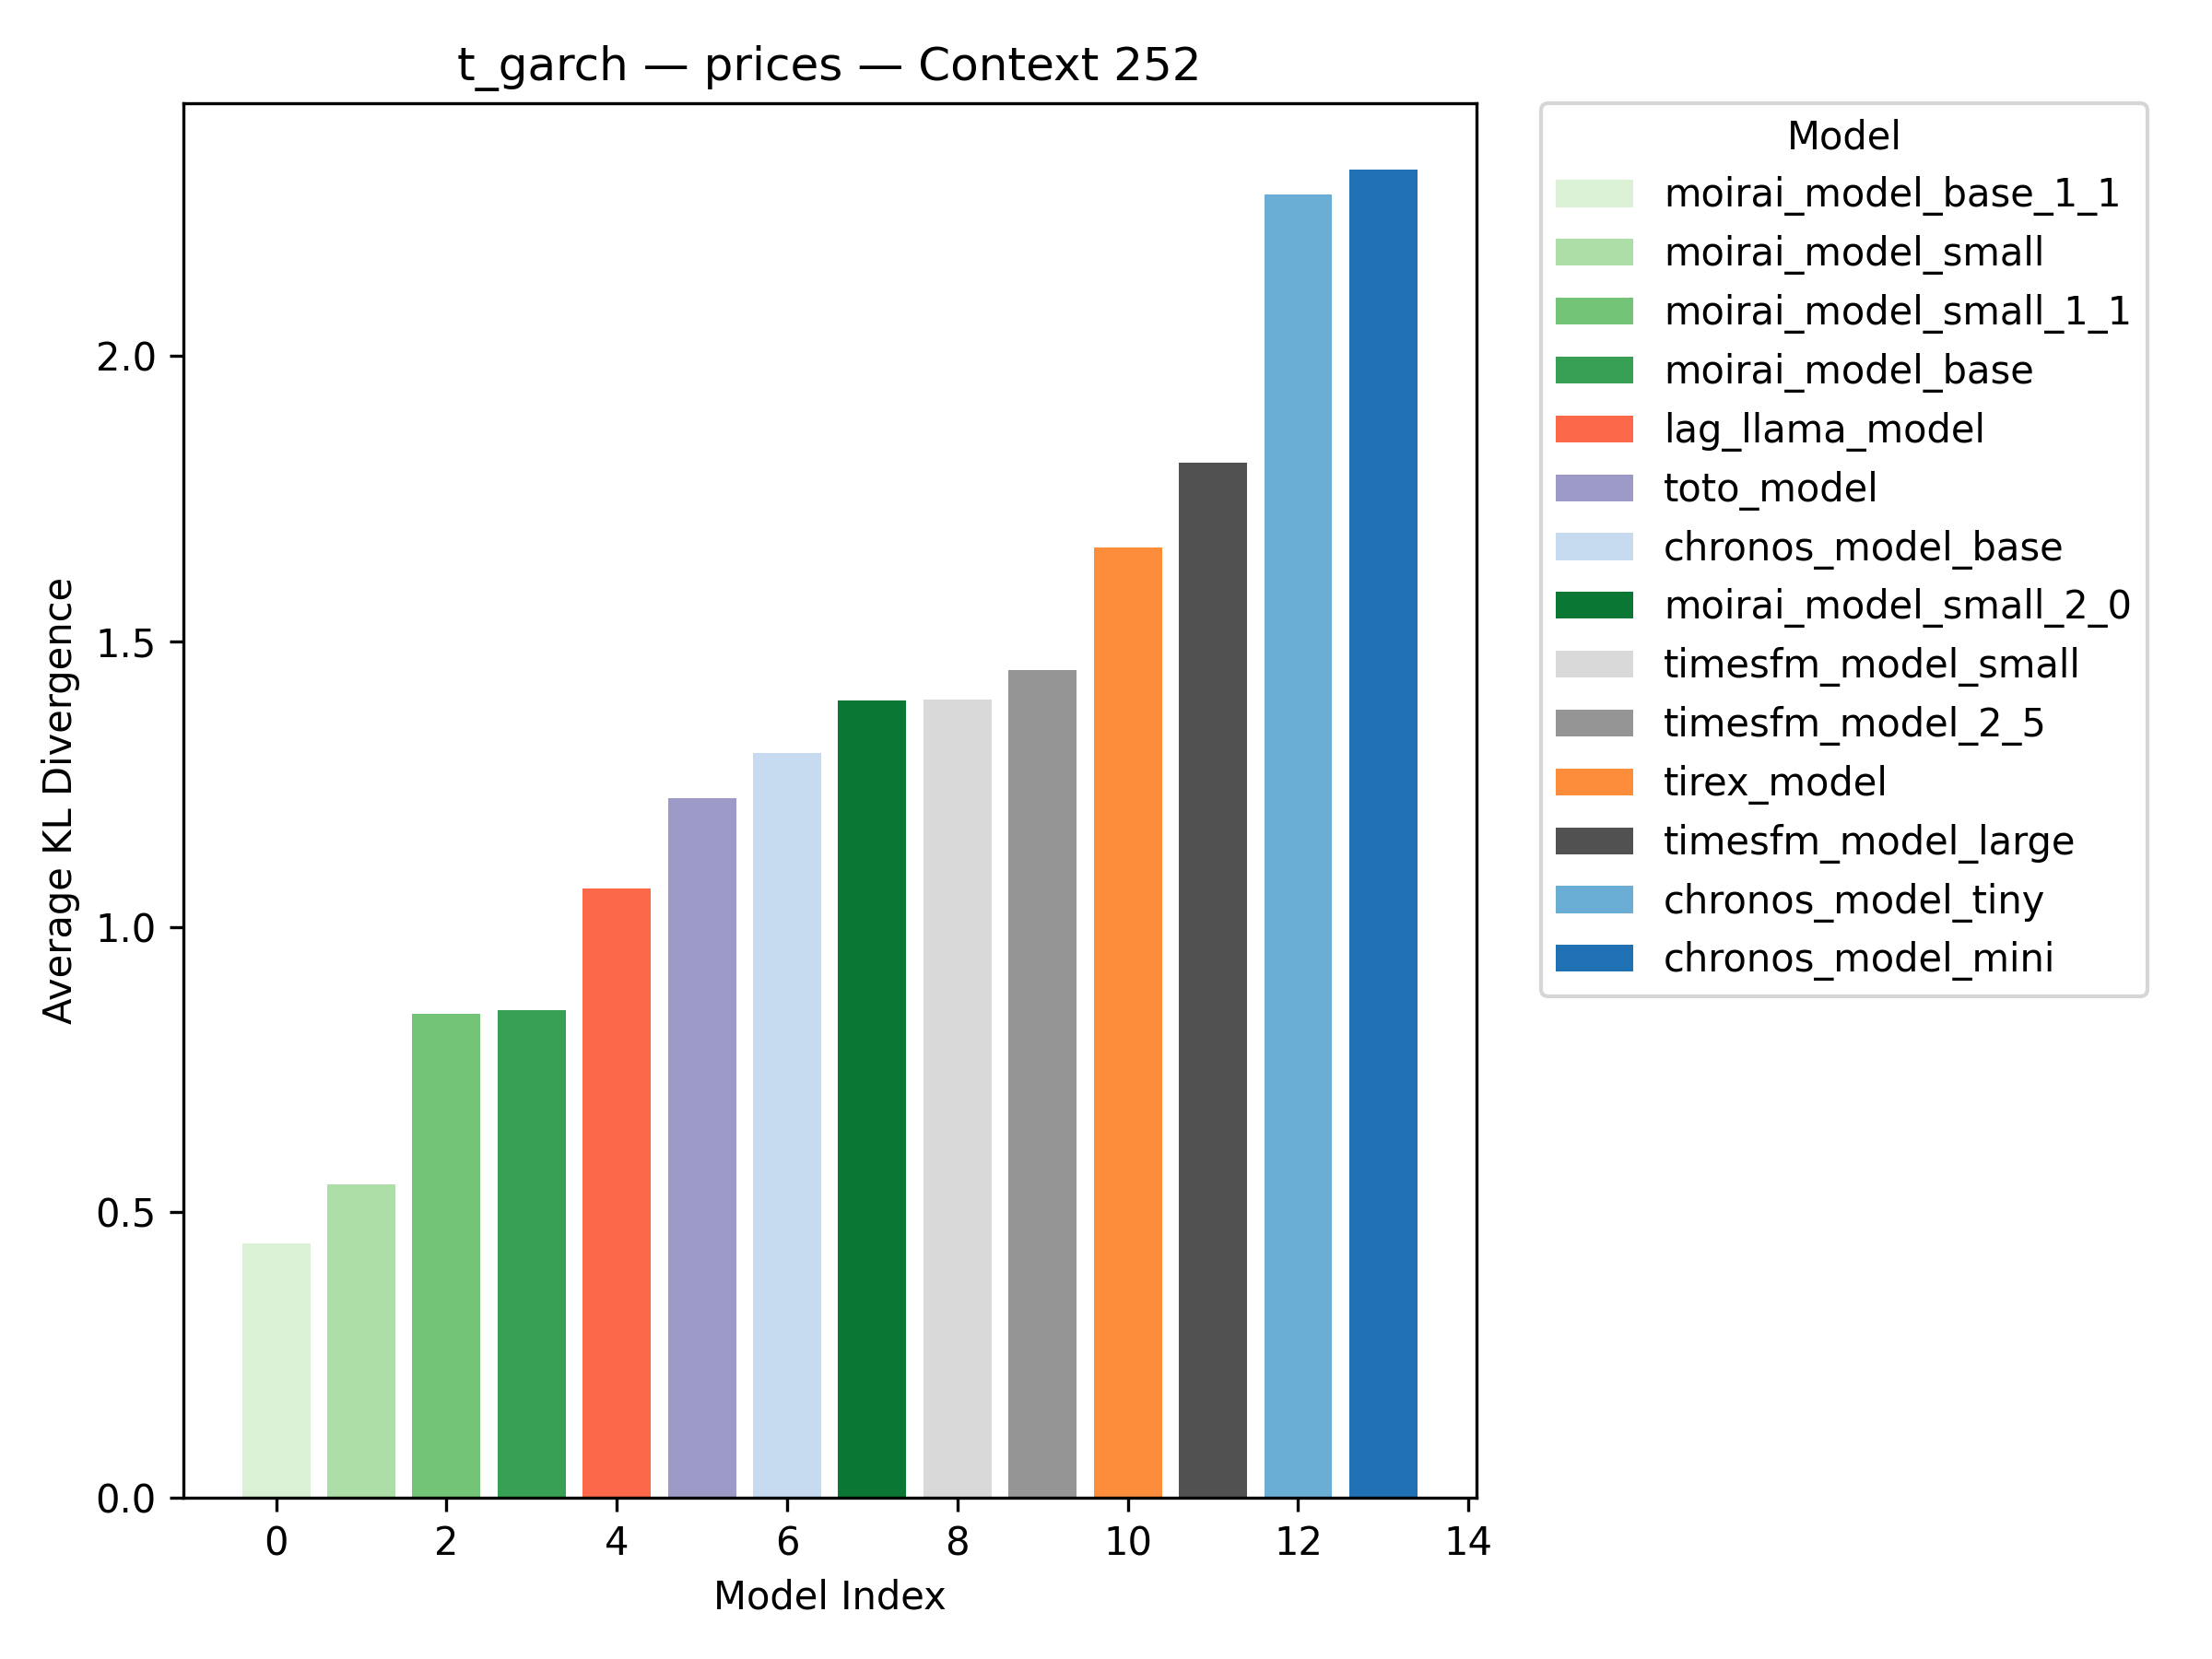 t_garch — prices — Context 252
Average KL Divergence
2.0
1.5
1.0
0.5
0.0
0 2 4 6 8 10 12 14
Model Index
Model
moirai_model_base_1_1
moirai_model_small
moirai_model_small_1_1
moirai_model_base
lag_llama_model
toto_model
chronos_model_base
moirai_model_small_2_0
timesfm_model_small
timesfm_model_2_5
tirex_model
timesfm_model_large
chronos_model_tiny
chronos_model_mini